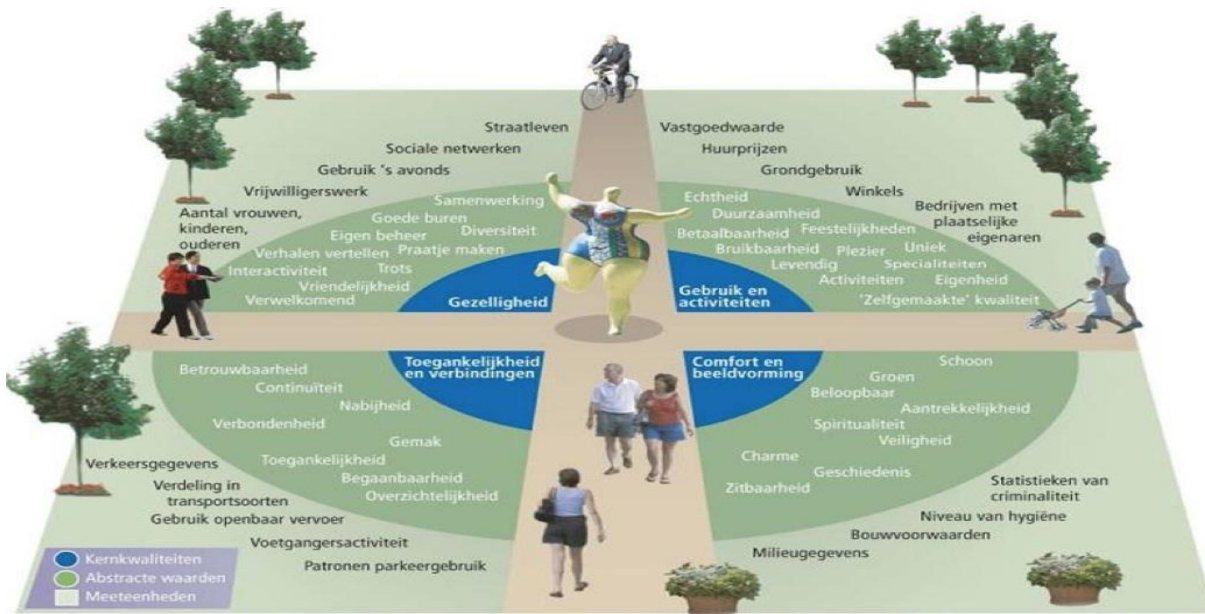 Straatleven
Sociale netwerken
Gebruik 's avonds
Vrijwilligerswerk
Aantal vrouwen,
kinderen,
ouderen
Samenwerking
Goede buren
Diversiteit
Eigen beheer
Praatje maken
Verhalen vertellen
Trots
Interactiviteit
Vriendelijkheid
Verwelkomend
Gezelligheid
Vastgoedwaarde
Huurprijzen
Grondgebruik
Winkels
Bedrijven met
plaatselijke
eigenaren
Echtheid
Duurzaamheid
Betaalbaarheid
Feestelijkheden
Bruikbaarheid
Plezier
Uniek
Levendig
Specialiteiten
Activiteiten
Eigenheid
'Zelfgemaakte' kwaliteit
Gebruik en
activiteiten
Toegankelijkheid
en verbindingen
Betrouwbaarheid
Continuïteit
Nabijheid
Verbondenheid
Gemak
Toegankelijkheid
Begaanbaarheid
Overzichtelijkheid
Verkeersgegevens
Verdeling in
transportsoorten
Gebruik openbaar vervoer
Voetgangersactiviteit
Patronen parkeergebruik
Comfort en
beeldvorming
Schoon
Groen
Beloopbaar
Aantrekkelijkheid
Spiritualiteit
Veiligheid
Charme
Geschiedenis
Zitbaarheid
Statistieken van
criminaliteit
Niveau van hygiëne
Bouwvoorwaarden
Milieugegevens
Kernkwaliteiten
Abstracte waarden
Meeteenheden